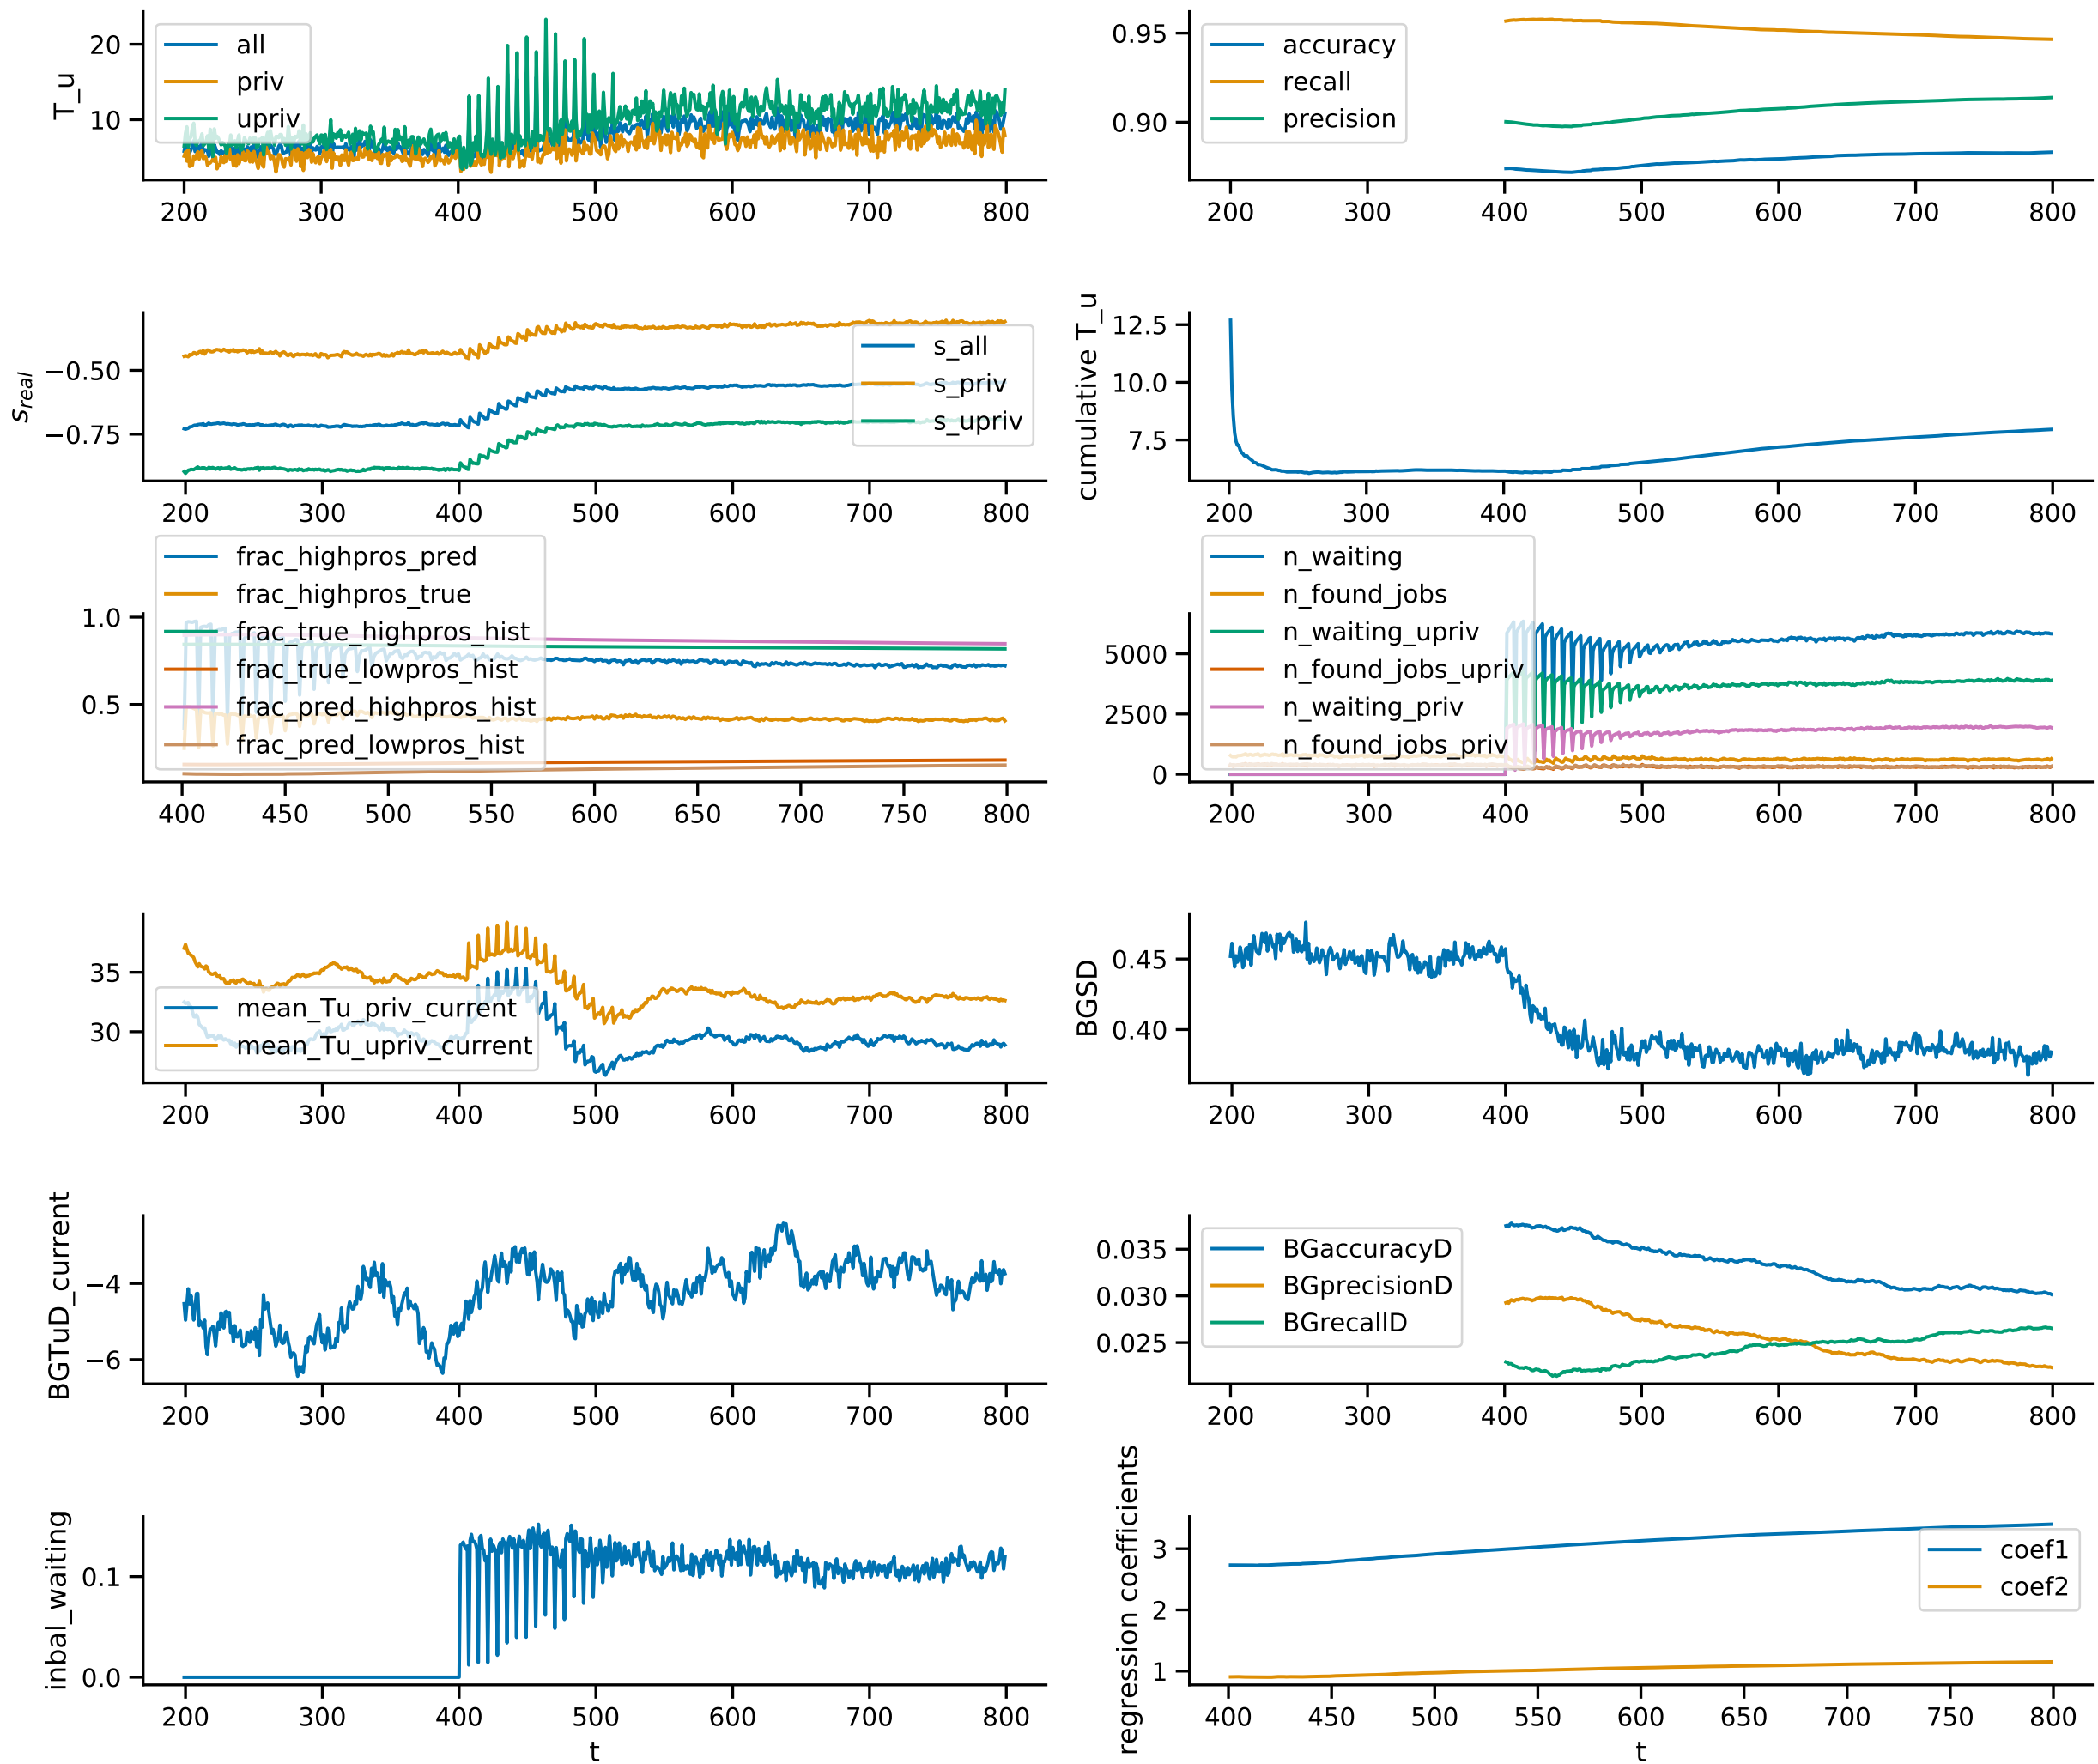 T_u
20
10
all
priv
upriv
200 300 400 500 600 700 800
0.95
0.90
accuracy
recall
precision
200 300 400 500 600 700 800
s_real
−0.50
−0.75
s_all
s_priv
s_upriv
200 300 400 500 600 700 800
cumulative T_u
12.5
10.0
7.5
200 300 400 500 600 700 800
frac_highpros_pred
frac_highpros_true
frac_true_highpros_hist
frac_true_lowpros_hist
frac_pred_highpros_hist
frac_pred_lowpros_hist
1.0
0.5
400 450 500 550 600 650 700 750 800
n_waiting
n_found_jobs
n_waiting_upriv
n_found_jobs_upriv
n_waiting_priv
n_found_jobs_priv
5000
2500
0
200 300 400 500 600 700 800
35
30
mean_Tu_priv_current
mean_Tu_upriv_current
200 300 400 500 600 700 800
BGSD
0.45
0.40
200 300 400 500 600 700 800
BGTuD_current
−4
−6
200 300 400 500 600 700 800
0.035
0.030
0.025
BGaccuracyD
BGprecisionD
BGrecallD
200 300 400 500 600 700 800
inbal_waiting
0.1
0.0
200 300 400 500 600 700 800
t
regression coefficients
3
2
1
coef1
coef2
400 450 500 550 600 650 700 750 800
t